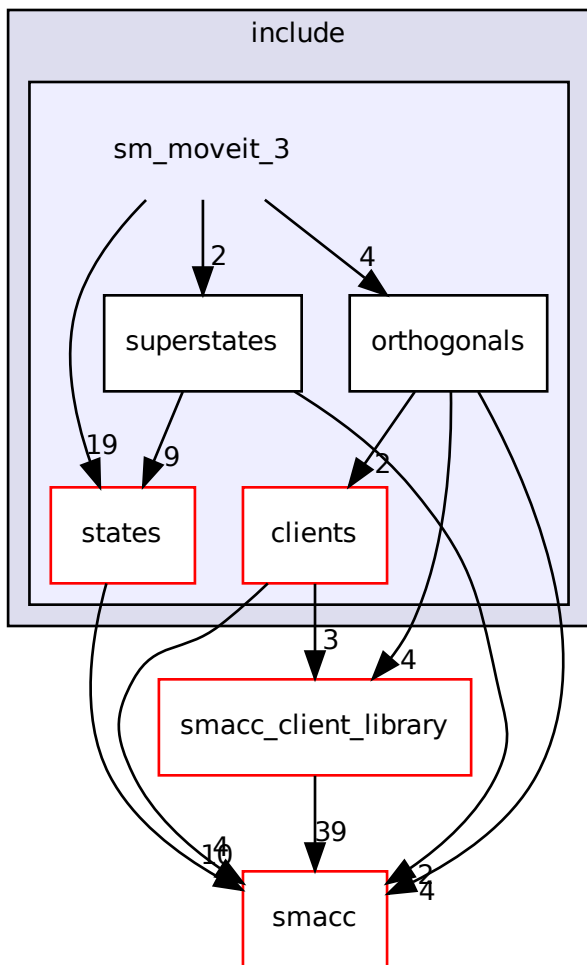 include
sm_moveit_3
2
4
superstates
orthogonals
19
9
2
states
clients
3
4
smacc_client_library
39
4
10
2
4
smacc